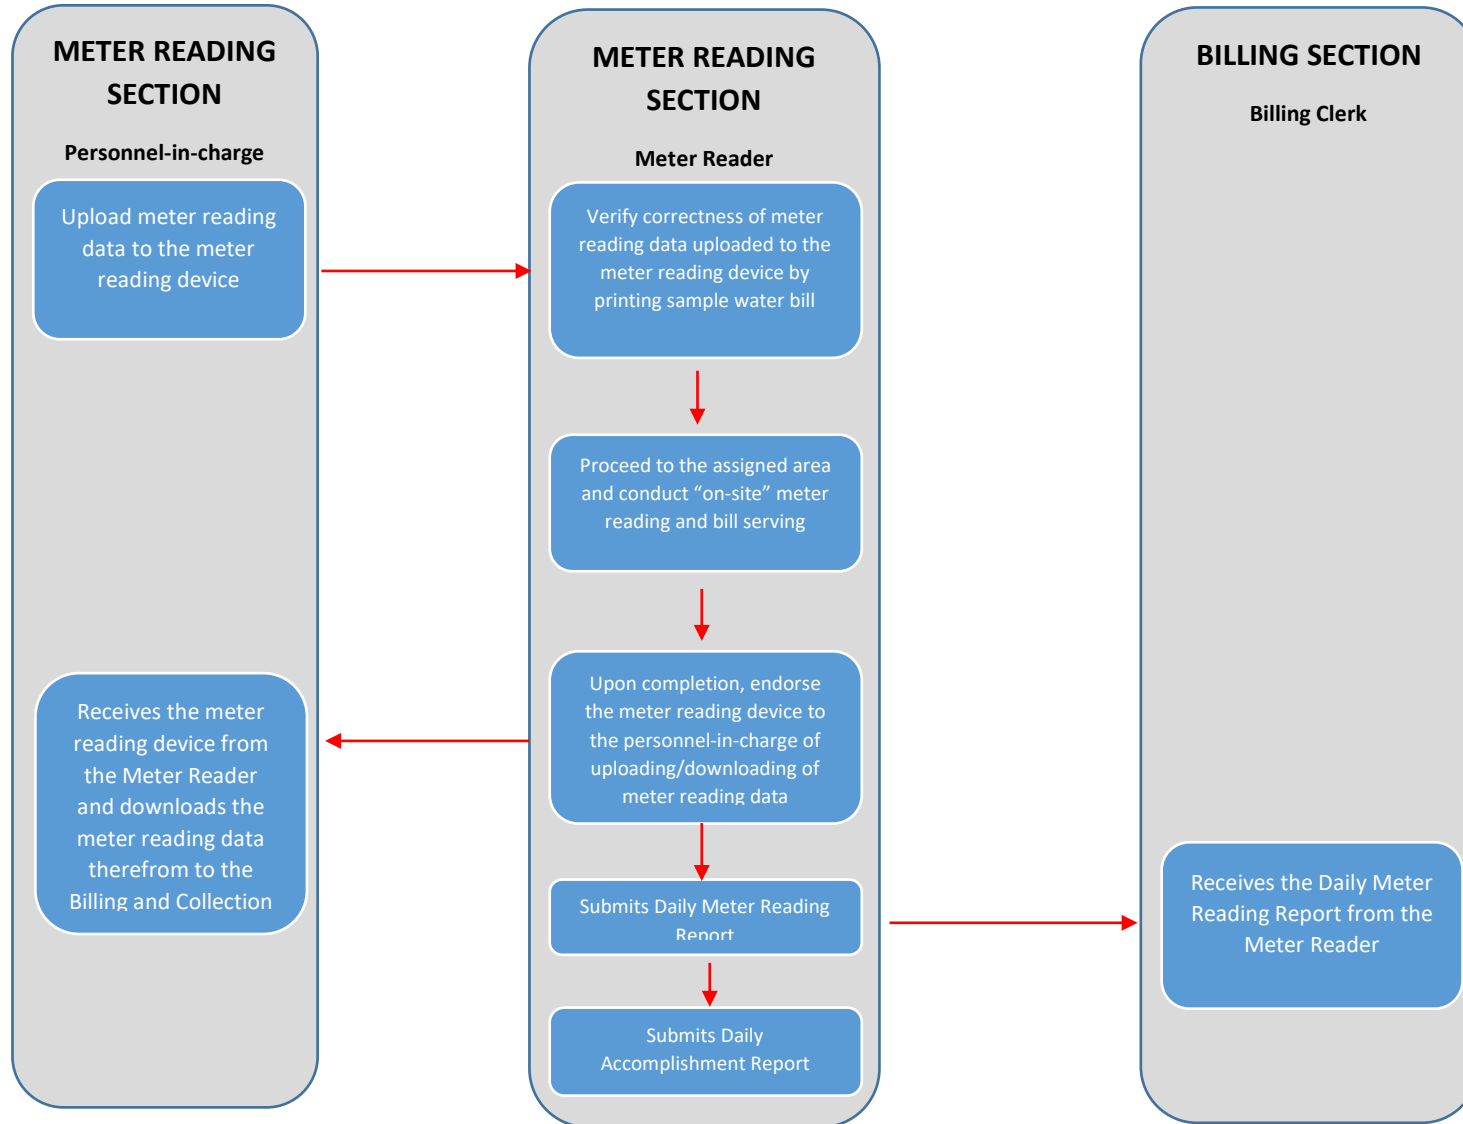 METER READING
SECTION
Personnel-in-charge
Upload meter reading
data to the meter
reading device
Receives the meter
reading device from
the Meter Reader
and downloads the
meter reading data
therefrom to the
Billing and Collection
METER READING
SECTION
Meter Reader
Verify correctness of meter
reading data uploaded to the
meter reading device by
printing sample water bill
Proceed to the assigned area
and conduct “on-site” meter
reading and bill serving
Upon completion, endorse
the meter reading device to
the personnel-in-charge of
uploading/downloading of
meter reading data
Submits Daily Meter Reading
Report
Submits Daily
Accomplishment Report
BILLING SECTION
Billing Clerk
Receives the Daily Meter
Reading Report from the
Meter Reader